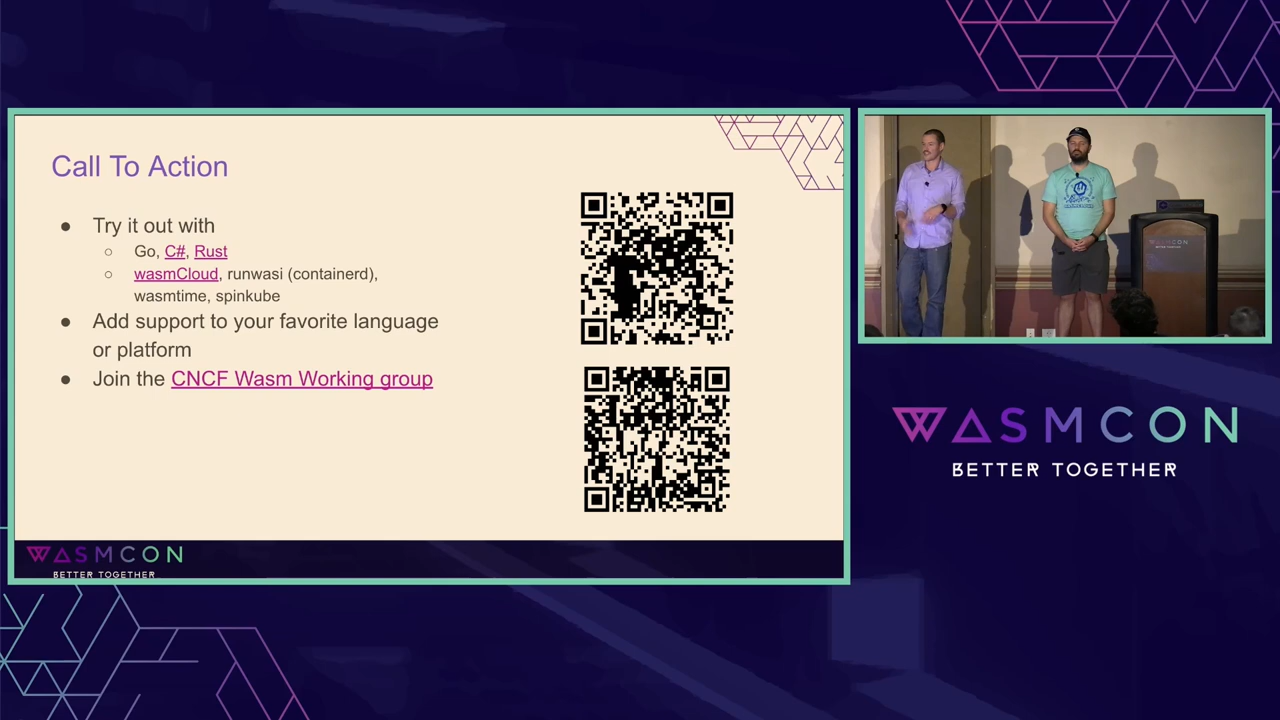 Call To Action
● Try it out with
○ Go, C#, Rust
○ wasmCloud, runwasi (containerd),
wasmtime, spinkube
● Add support to your favorite language
or platform
● Join the CNCF Wasm Working group
WASMCON
BETTER TOGETHER
WASMCON
BETTER TOGETHER
WASMCON